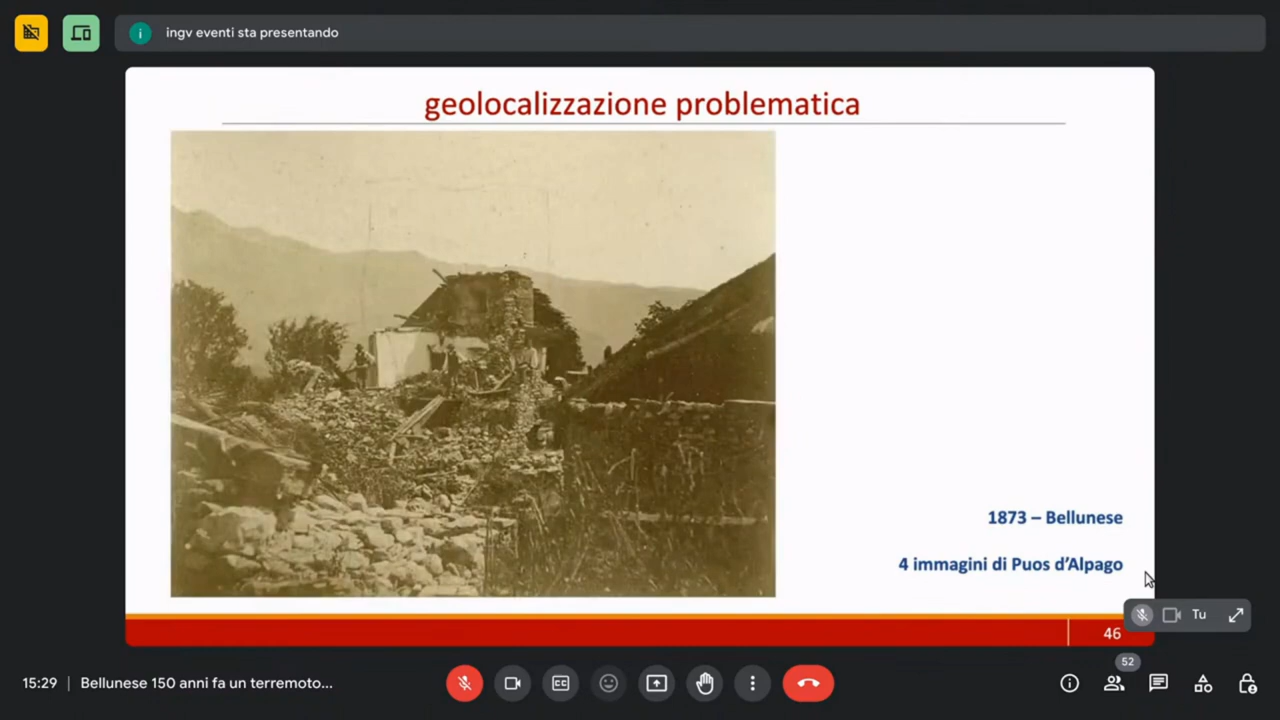 ingv eventi sta presentando
geolocalizzazione problematica
1873 – Bellunese
4 immagini di Puos d'Alpago
Tu
46
52
15:29 | Bellunese 150 anni fa un terremoto...